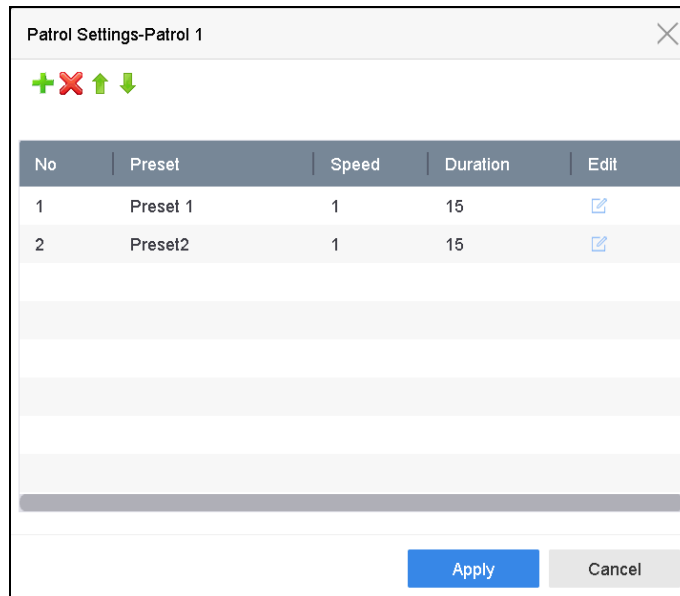 Patrol Settings-Patrol 1
No Preset Speed Duration Edit
1 Preset 1 1 15
2 Preset2 1 15
Apply Cancel